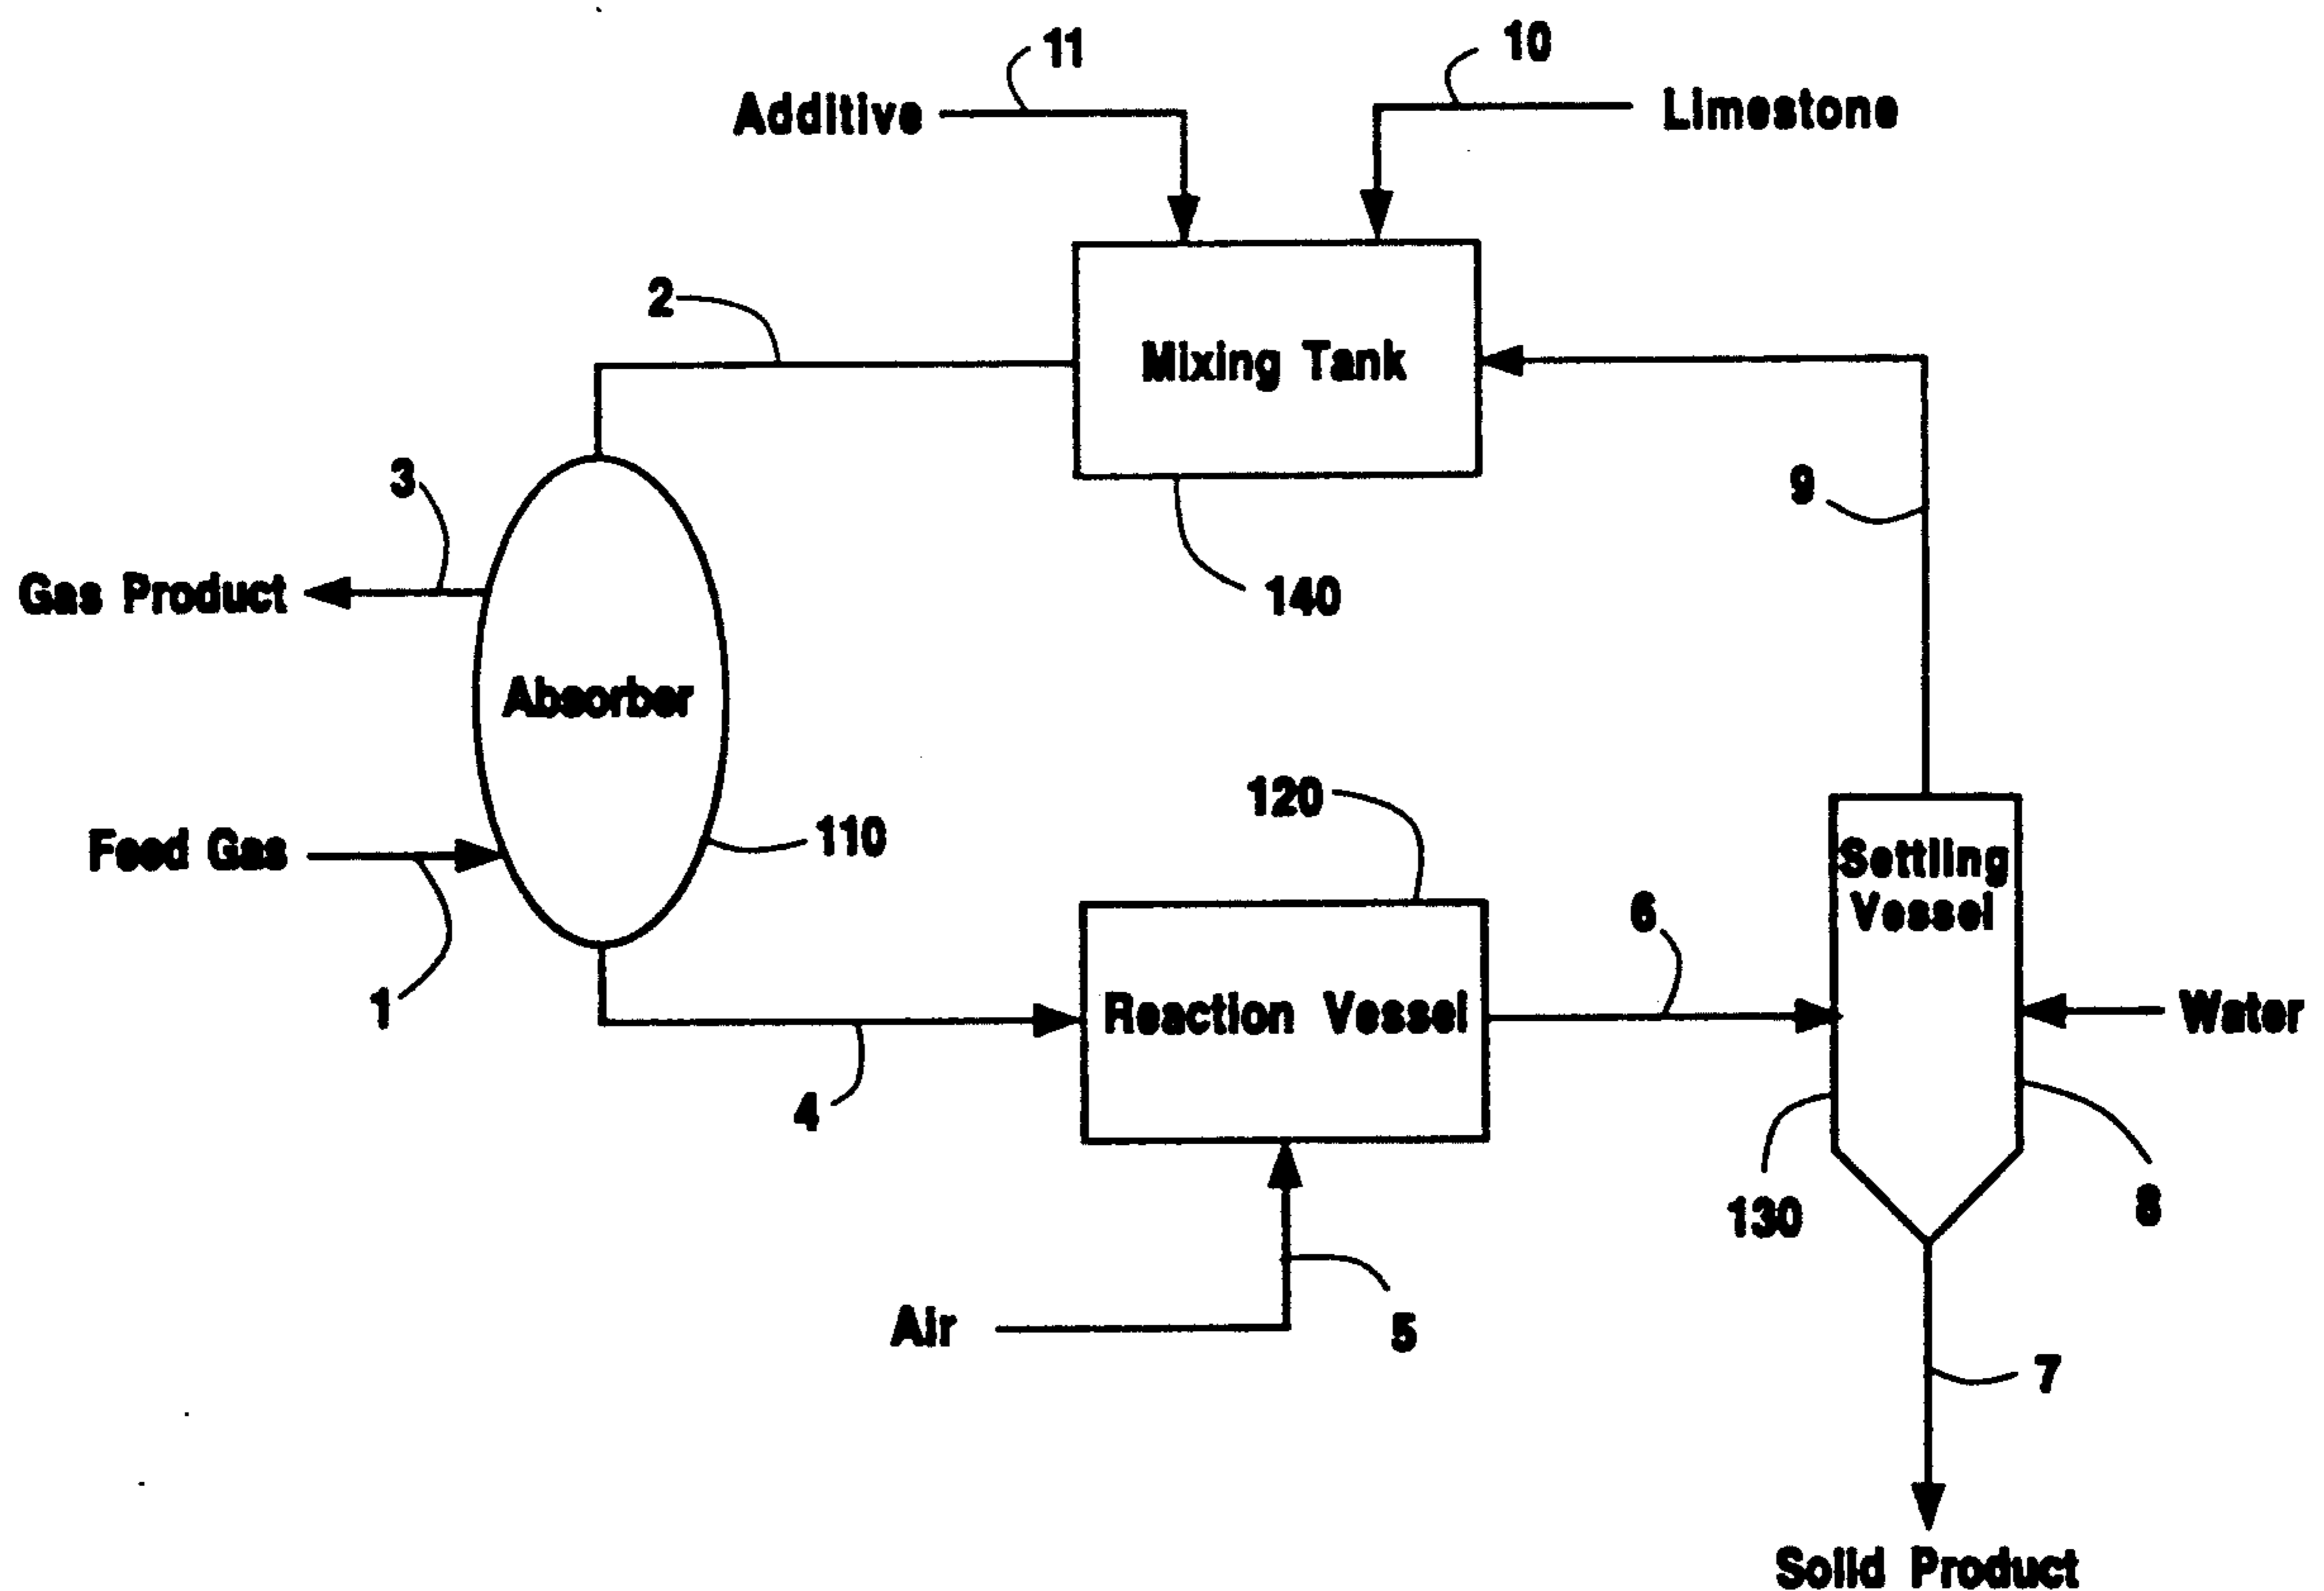 11
10
Additive
Limestone
2
Mixing Tank
3
9
140
Gas Product
Absorber
120
110
Feed Gas
Settling
Vessel
6
1
Reaction Vessel
Water
4
130
8
Air
5
7
Solid Product